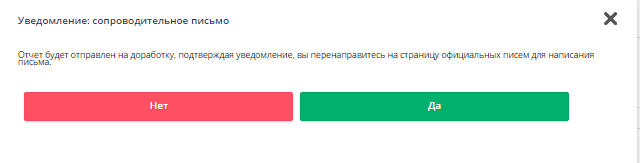 Уведомление: сопроводительное письмо
Отчет будет отправлен на доработку, подтверждая уведомление, вы перенаправитесь на страницу официальных писем для написания
письма.
Нет
Да